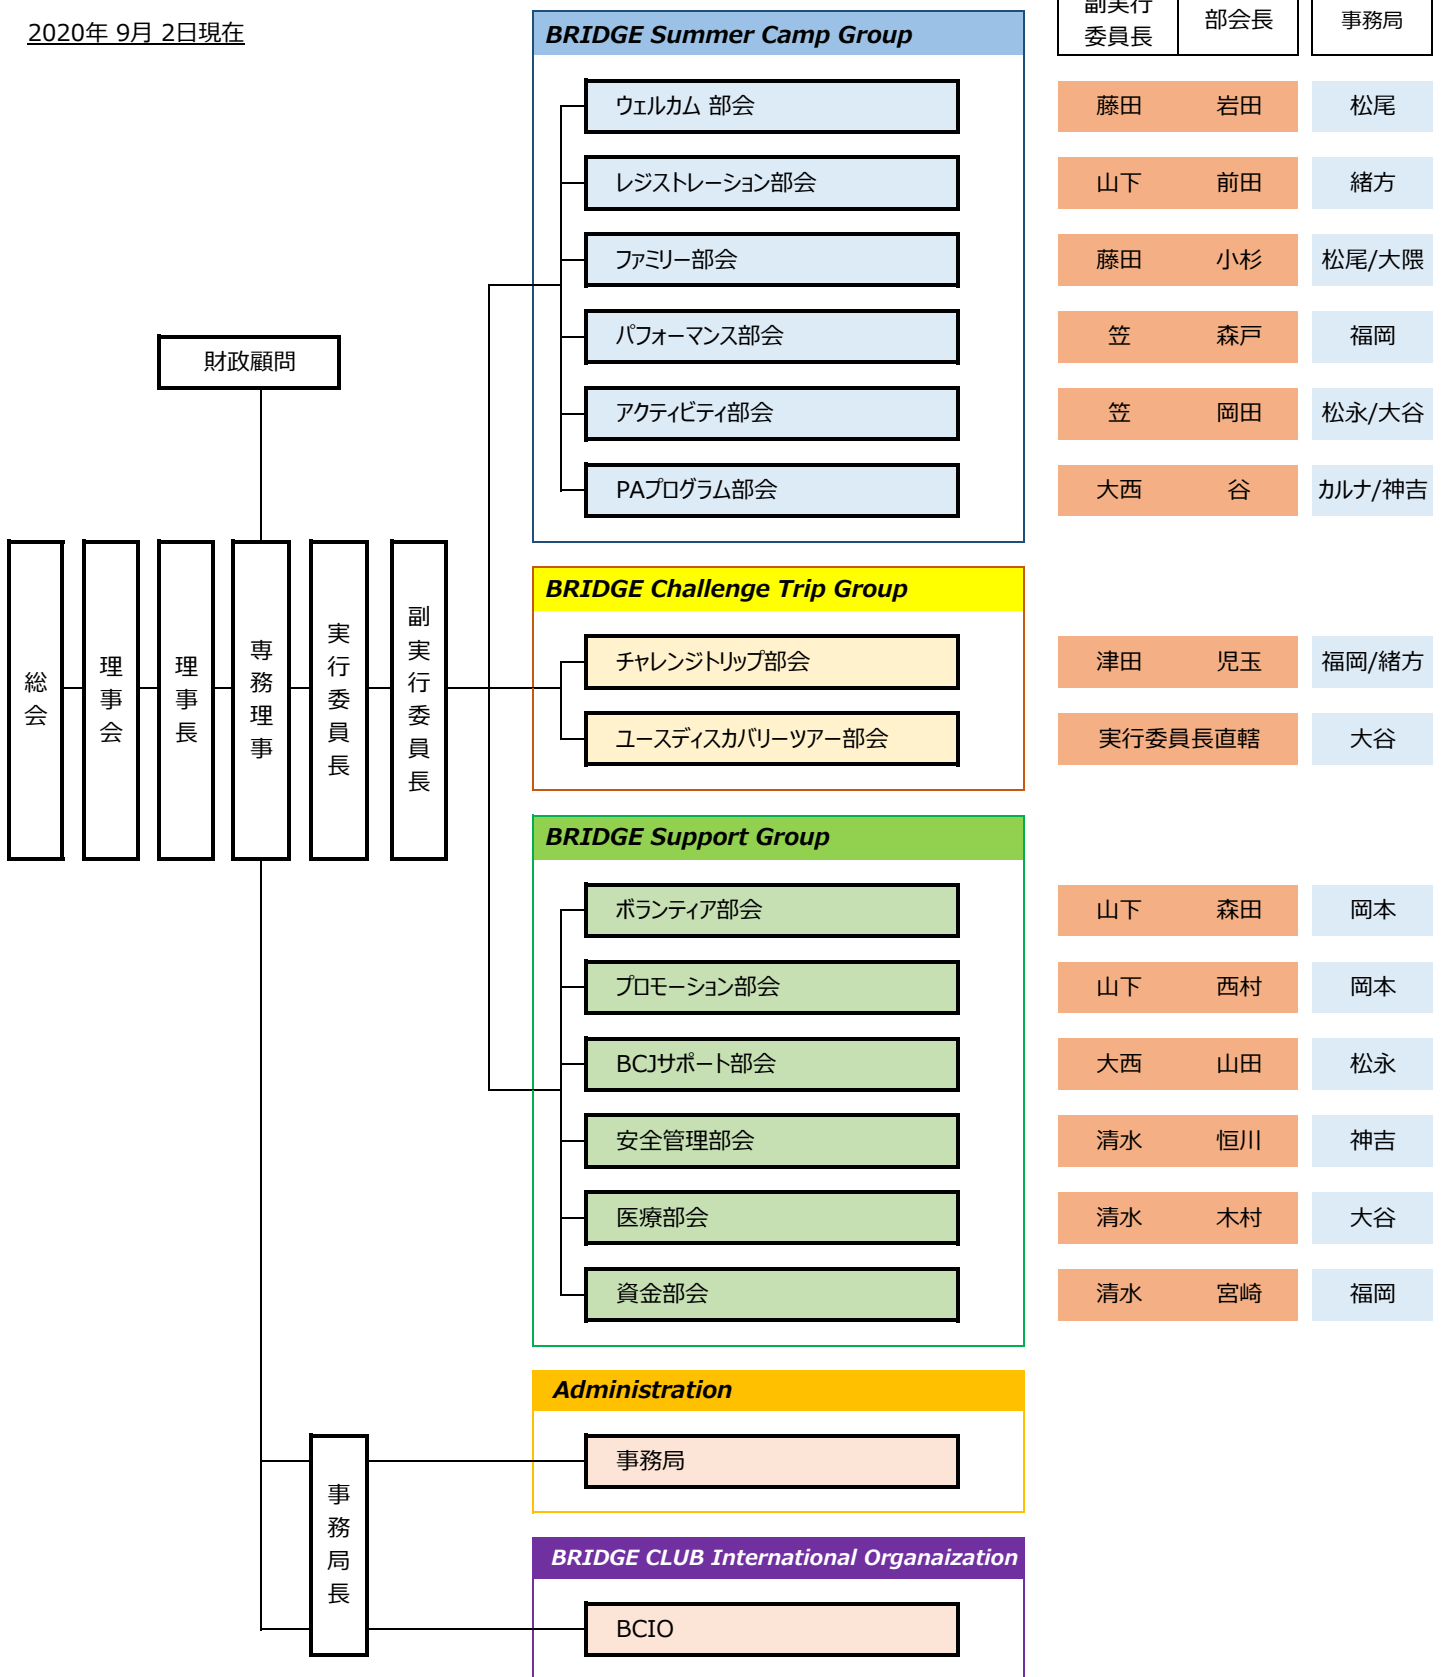 2020年 9月 2日現在
副実行
委員長
部会長
事務局
BRIDGE Summer Camp Group
ウェルカム 部会
藤田 岩田 松尾
レジストレーション部会
山下 前田 緒方
ファミリー部会
藤田 小杉 松尾/大隈
パフォーマンス部会
笠 森戸 福岡
アクティビティ部会
笠 岡田 松永/大谷
PAプログラム部会
大西 谷 カルナ/神吉
財政顧問
総会
理事会
理事長
専務理事
実行委員長
副実行委員長
BRIDGE Challenge Trip Group
チャレンジトリップ部会
津田 児玉 福岡/緒方
ユースディスカバリーツアー部会
実行委員長直轄 大谷
BRIDGE Support Group
ボランティア部会
山下 森田 岡本
プロモーション部会
山下 西村 岡本
BCJサポート部会
大西 山田 松永
安全管理部会
清水 恒川 神吉
医療部会
清水 木村 大谷
資金部会
清水 宮崎 福岡
事務局長
Administration
事務局
BRIDGE CLUB International Organaization
BCIO